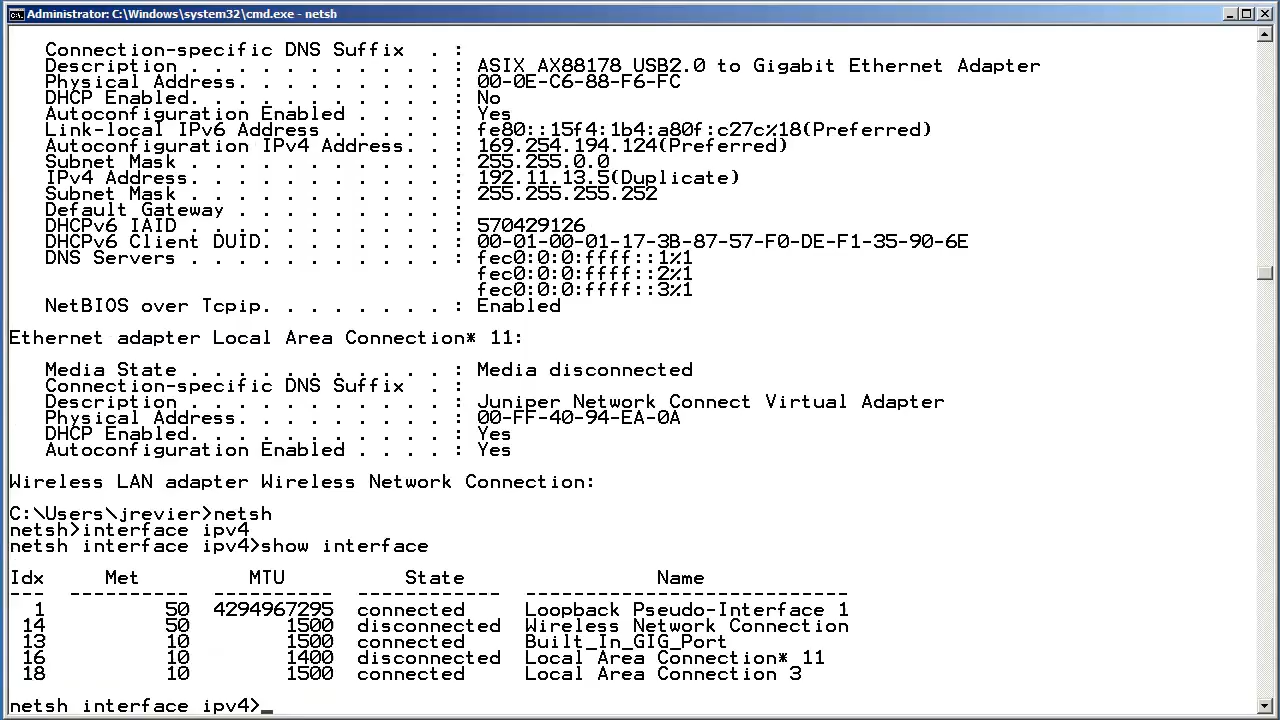 Administrator: C:\Windows\system32\cmd.exe - netsh
Connection-specific DNS Suffix  . :
Description . . . . . . . . . . . : ASIX AX88178 USB2.0 to Gigabit Ethernet Adapter
Physical Address. . . . . . . . . : 00-0E-C6-88-F6-FC
DHCP Enabled. . . . . . . . . . . : No
Autoconfiguration Enabled . . . . : Yes
Link-local IPv6 Address . . . . . : fe80::15f4:1b4:a80f:c27c%18(Preferred)
Autoconfiguration IPv4 Address. . : 169.254.194.124(Preferred)
Subnet Mask . . . . . . . . . . . : 255.255.0.0
IPv4 Address. . . . . . . . . . . : 192.11.13.5(Duplicate)
Subnet Mask . . . . . . . . . . . : 255.255.255.252
Default Gateway . . . . . . . . . :
DHCPv6 IAID . . . . . . . . . . . : 570429126
DHCPv6 Client DUID. . . . . . . . : 00-01-00-01-17-3B-87-57-F0-DE-F1-35-90-6E
DNS Servers . . . . . . . . . . . : fec0:0:0:ffff::1%1
fec0:0:0:ffff::2%1
fec0:0:0:ffff::3%1
NetBIOS over Tcpip. . . . . . . . : Enabled
Ethernet adapter Local Area Connection* 11:
Media State . . . . . . . . . . . : Media disconnected
Connection-specific DNS Suffix  . :
Description . . . . . . . . . . . : Juniper Network Connect Virtual Adapter
Physical Address. . . . . . . . . : 00-FF-40-94-EA-0A
DHCP Enabled. . . . . . . . . . . : Yes
Autoconfiguration Enabled . . . . : Yes
Wireless LAN adapter Wireless Network Connection:
C:\Users\jrevier>netsh
netsh>interface ipv4
netsh interface ipv4>show interface
Idx     Met         MTU          State                Name
---  ----------  ----------  ------------  ---------------------------
1          50  4294967295  connected     Loopback Pseudo-Interface 1
14          50        1500  disconnected  Wireless Network Connection
13          10        1500  connected     Built_In_GIG_Port
16          10        1400  disconnected  Local Area Connection* 11
18          10        1500  connected     Local Area Connection 3
netsh interface ipv4>_